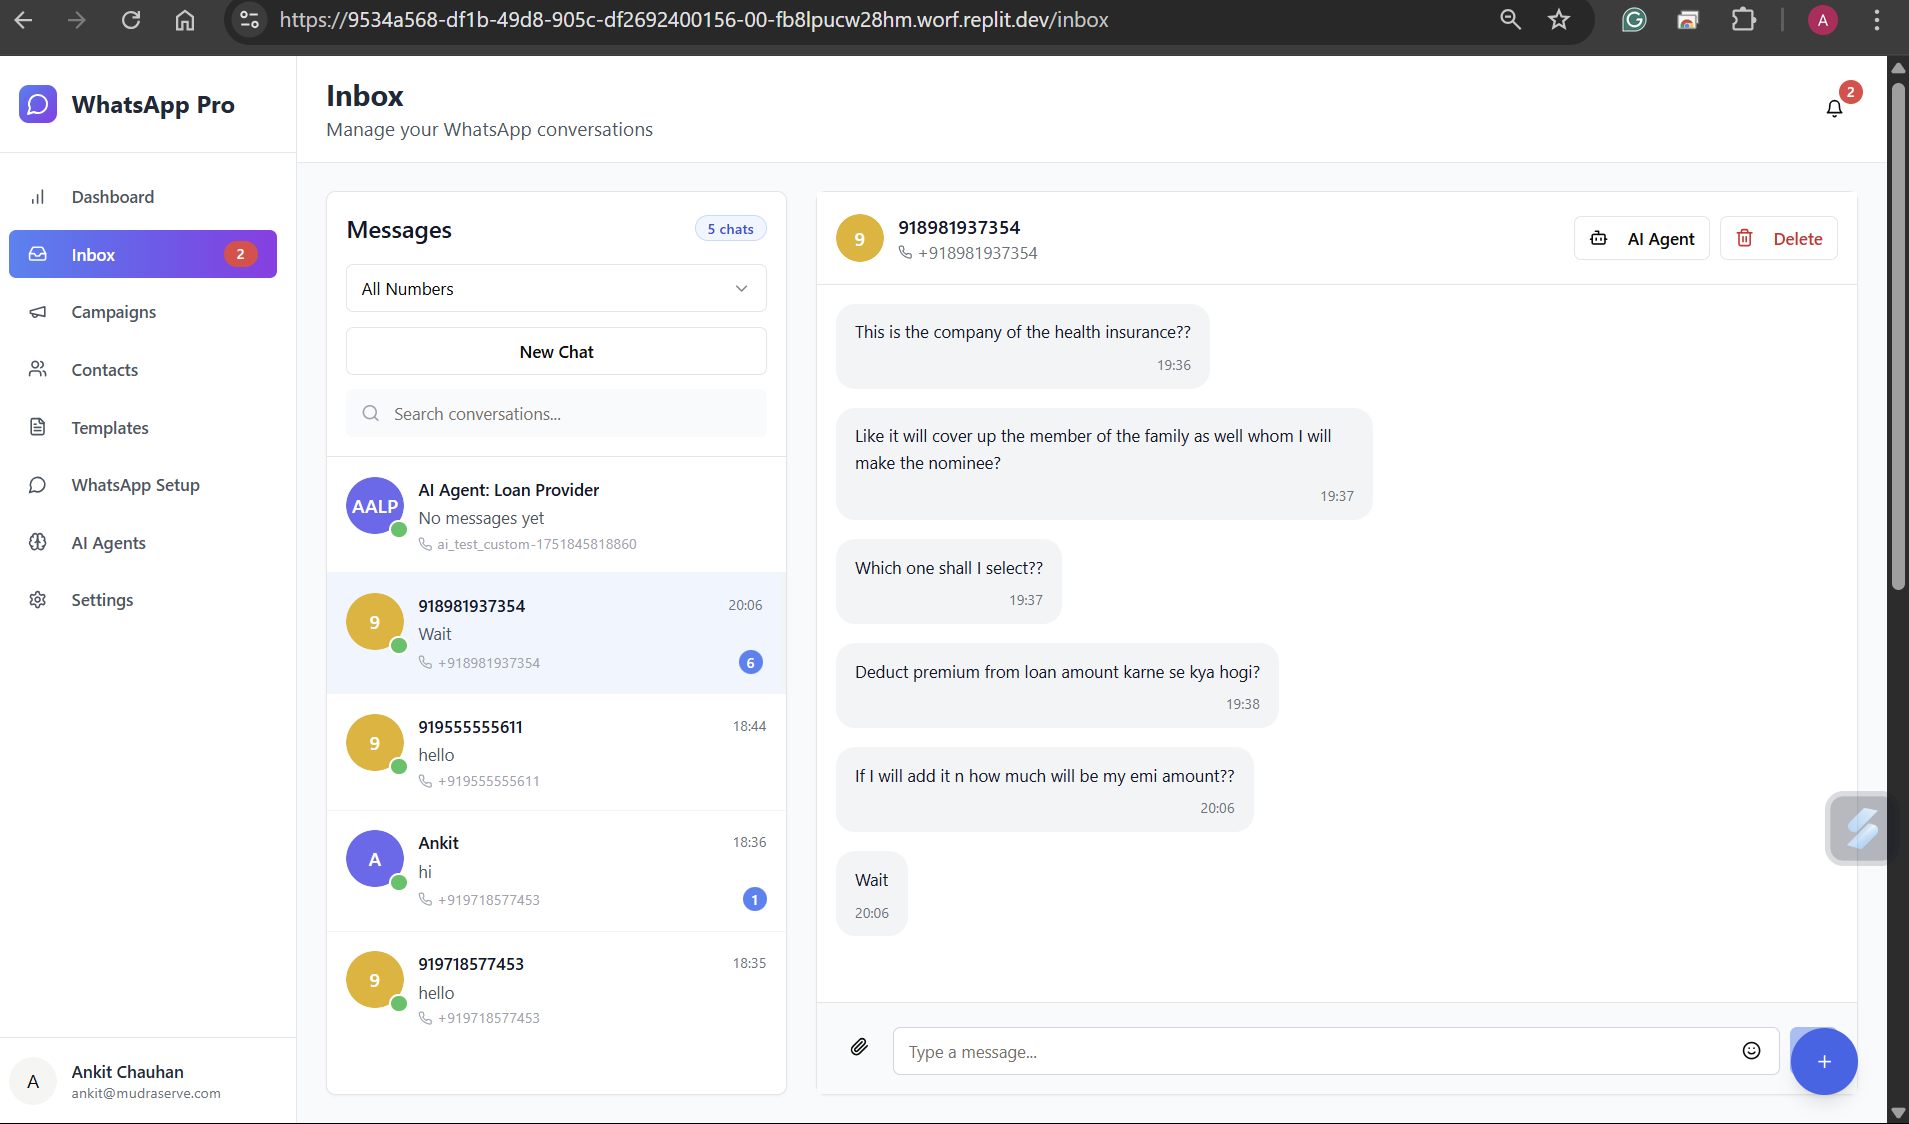 https://9534a568-df1b-49d8-905c-df2692400156-00-fb8lpucw28hm.worf.replit.dev/inbox
A
WhatsApp Pro
Dashboard
Inbox
2
Campaigns
Contacts
Templates
WhatsApp Setup
AI Agents
Settings
A
Ankit Chauhan
ankit@mudraserve.com
Inbox
Manage your WhatsApp conversations
2
Messages
5 chats
All Numbers
New Chat
Search conversations...
AALP
AI Agent: Loan Provider
No messages yet
ai_test_custom-1751845818860
9
918981937354
20:06
Wait
+918981937354
6
9
919555555611
18:44
hello
+919555555611
A
Ankit
18:36
hi
+919718577453
1
9
919718577453
18:35
hello
+919718577453
9
918981937354
+918981937354
AI Agent
Delete
This is the company of the health insurance??
19:36
Like it will cover up the member of the family as well whom I will
make the nominee?
19:37
Which one shall I select??
19:37
Deduct premium from loan amount karne se kya hogi?
19:38
If I will add it n how much will be my emi amount??
20:06
Wait
20:06
Type a message...